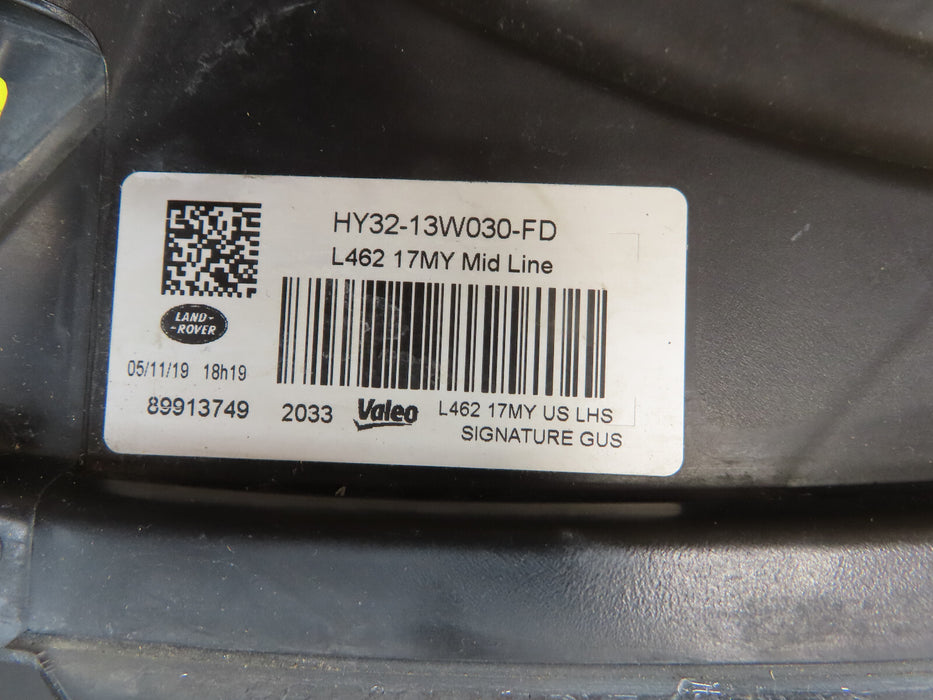 HY32-13W030-FD
L462 17MY Mid Line
LAND-
-ROVER
05/11/19 18h19
89913749 2033 Valeo L462 17MY US LHS
SIGNATURE GUS